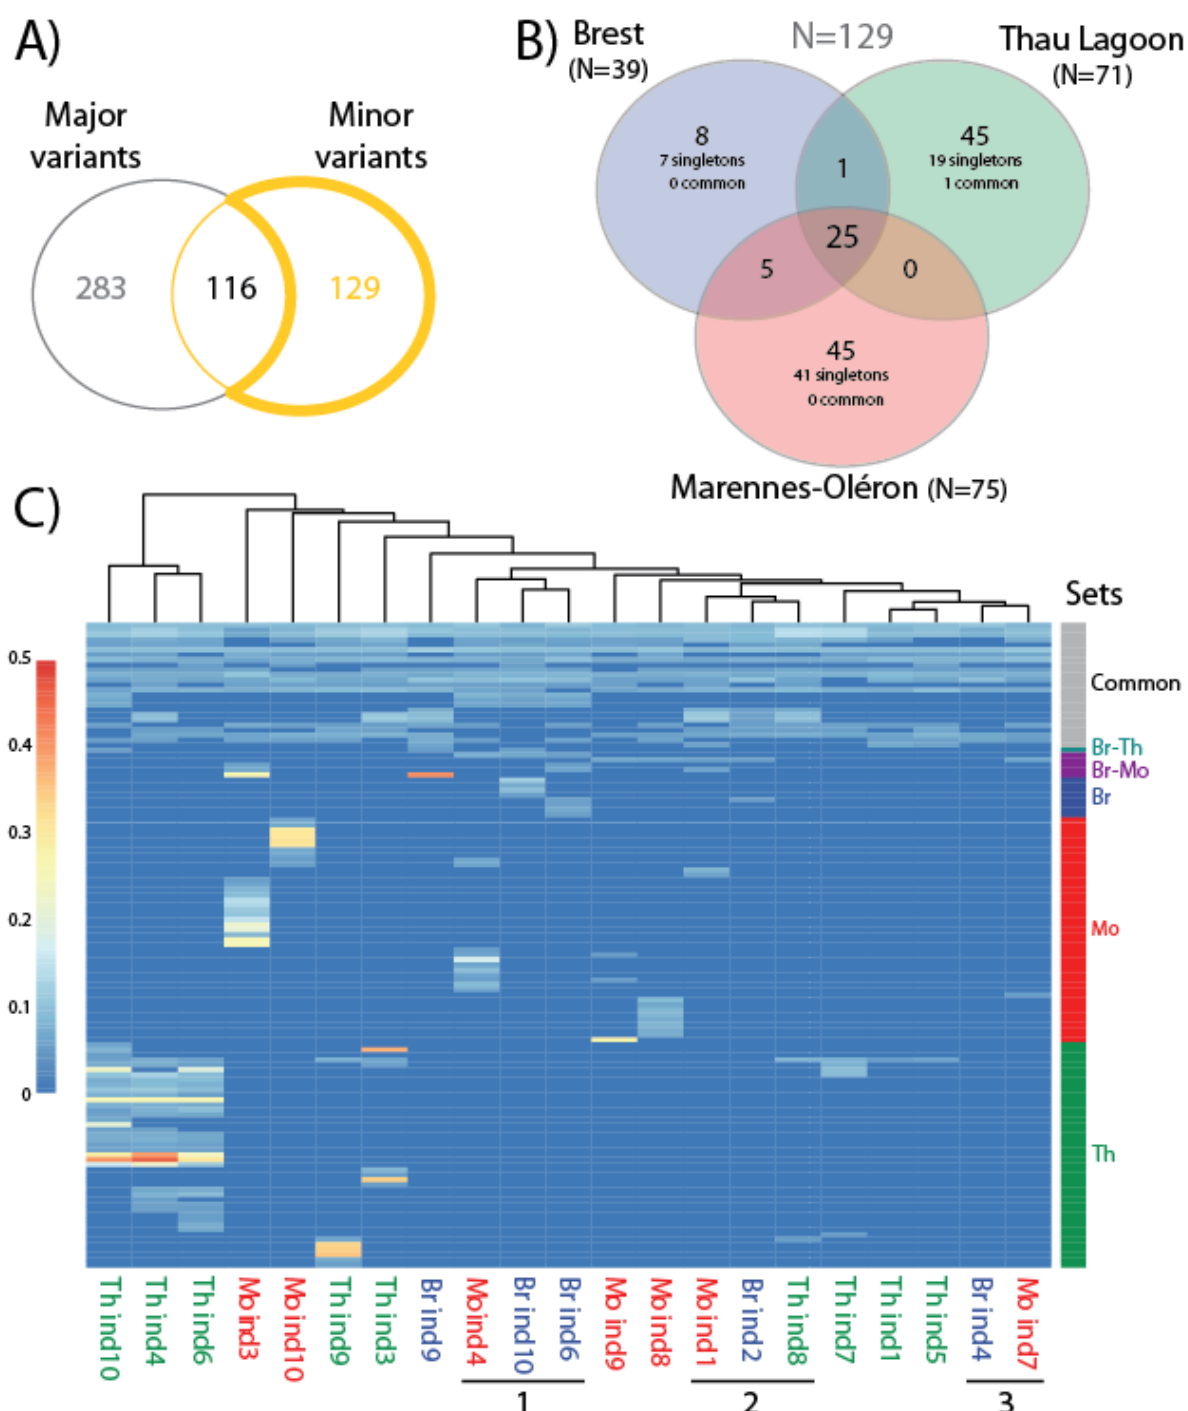 A)
Major
variants
Minor
variants
283
116
129
B)
Brest
(N=39)
N=129
Thau Lagoon
(N=71)
8
7 singletons
0 common
1
45
19 singletons
1 common
25
5
0
45
41 singletons
0 common
Marennes-Oléron (N=75)
C)
Sets
0.5
0.4
0.3
0.2
0.1
0
Common
Br-Th
Br-Mo
Br
Mo
Th
Th ind10
Th ind4
Th ind6
Mo ind3
Mo ind10
Th ind9
Th ind3
Br ind9
Mo ind4
Br ind10
Br ind6
Mo ind9
Mo ind8
Mo ind1
Br ind2
Th ind8
Th ind7
Th ind1
Th ind5
Br ind4
Mo ind7
1
2
3